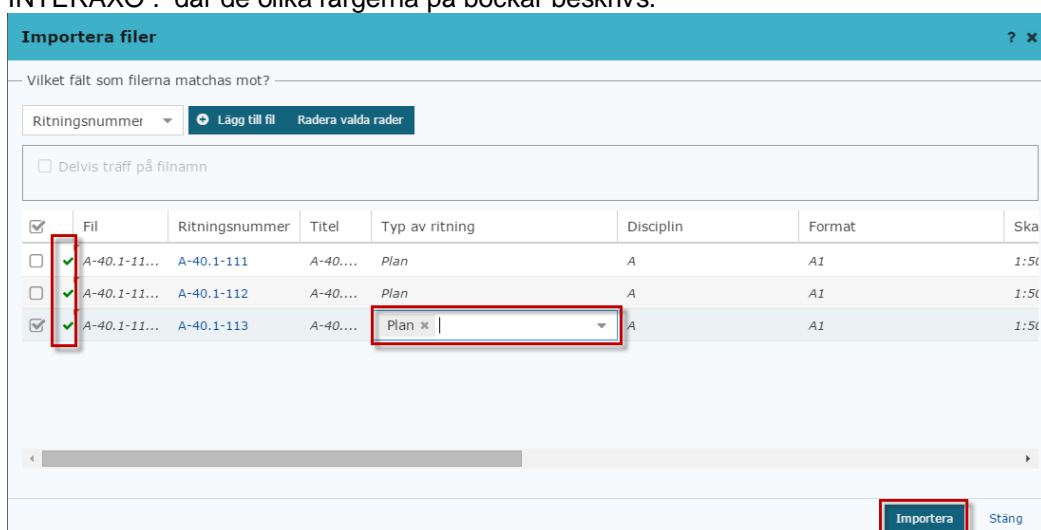 INTERAXO". där de olika färgerna på bockar beskrivs.
Importera filer ? ×
Vilket fält som filerna matchas mot?
Ritningsnummer Lägg till fil Radera valda rader
Delvis träff på filnamn
Fil Ritningsnummer Titel Typ av ritning Disciplin Format Ska
A-40.1-11... A-40.1-111 A-40.... Plan A A1 1:50
A-40.1-11... A-40.1-112 A-40.... Plan A A1 1:50
A-40.1-11... A-40.1-113 A-40.... Plan × A A1 1:50
Importera Stäng